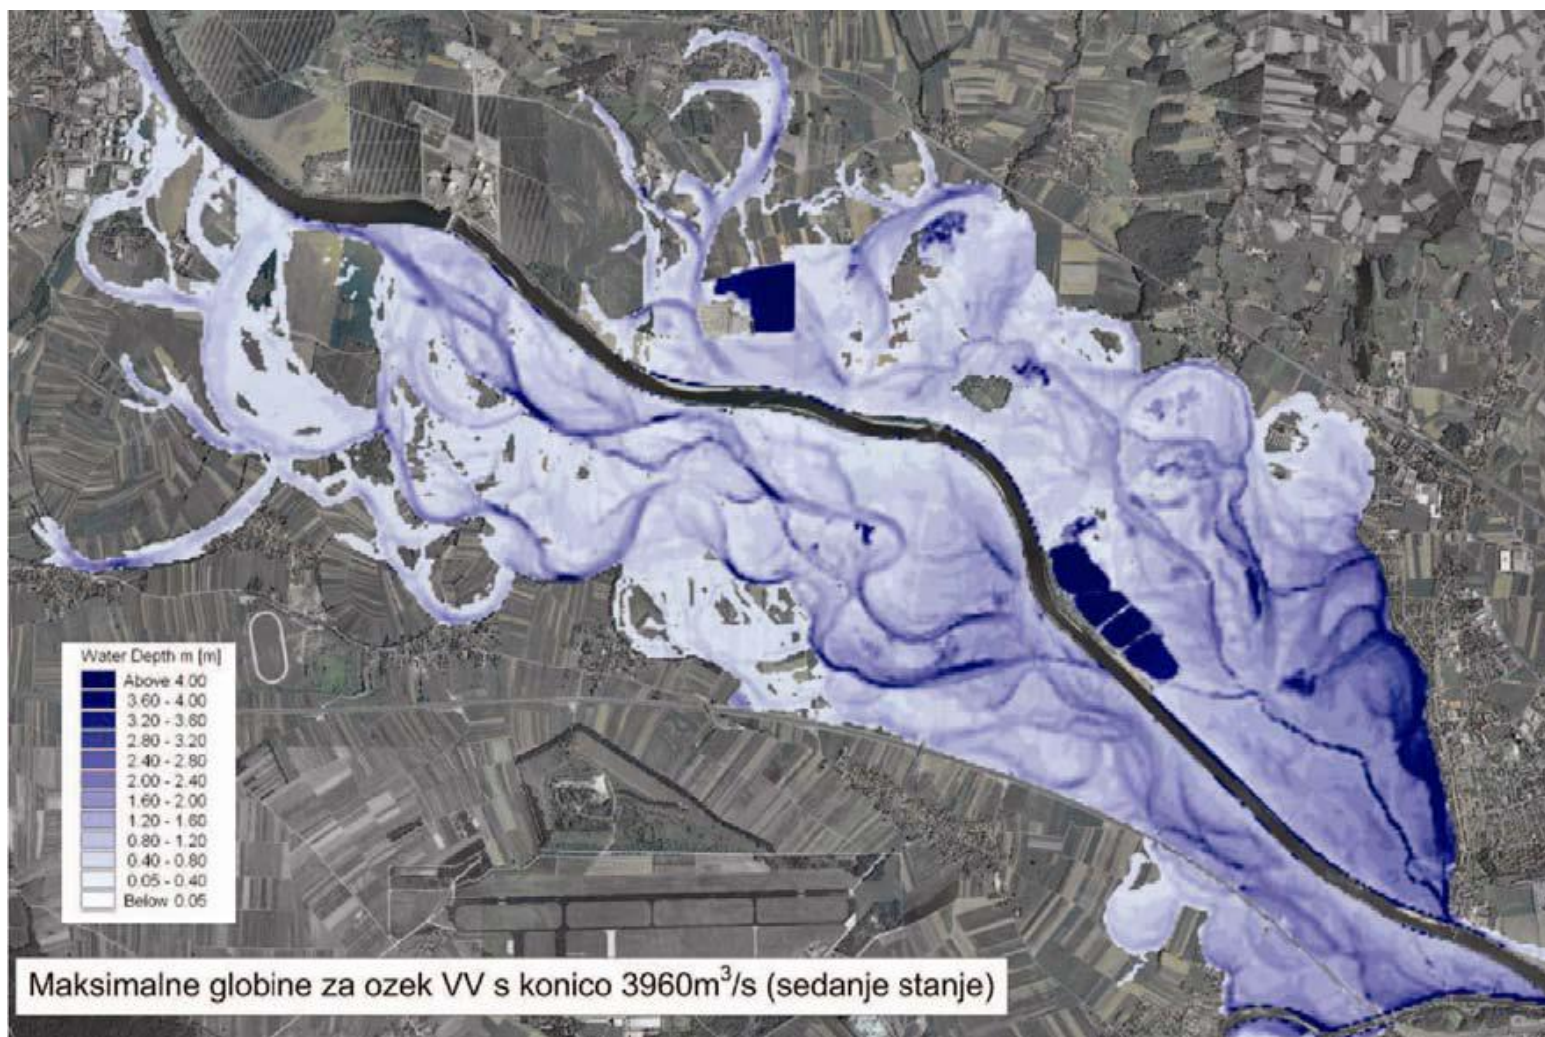 Water Depth m [m]
Above 4.00
3.60 - 4.00
3.20 - 3.60
2.80 - 3.20
2.40 - 2.80
2.00 - 2.40
1.60 - 2.00
1.20 - 1.60
0.80 - 1.20
0.40 - 0.80
0.05 - 0.40
Below 0.05
Maksimalne globine za ozek VV s konico 3960m³/s (sedanje stanje)